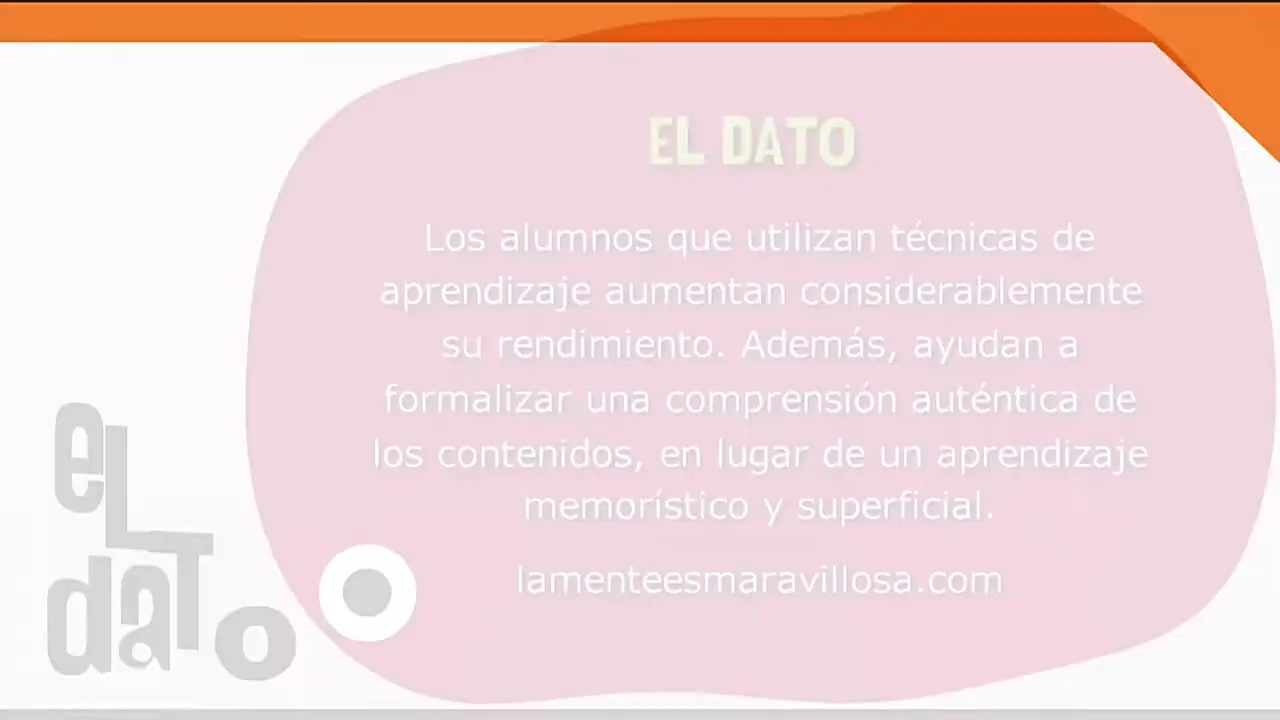 EL DATO
Los alumnos que utilizan técnicas de
aprendizaje aumentan considerablemente
su rendimiento. Además, ayudan a
formalizar una comprensión auténtica de
los contenidos, en lugar de un aprendizaje
memorístico y superficial.
lamenteesmaravillosa.com
eL
daTo